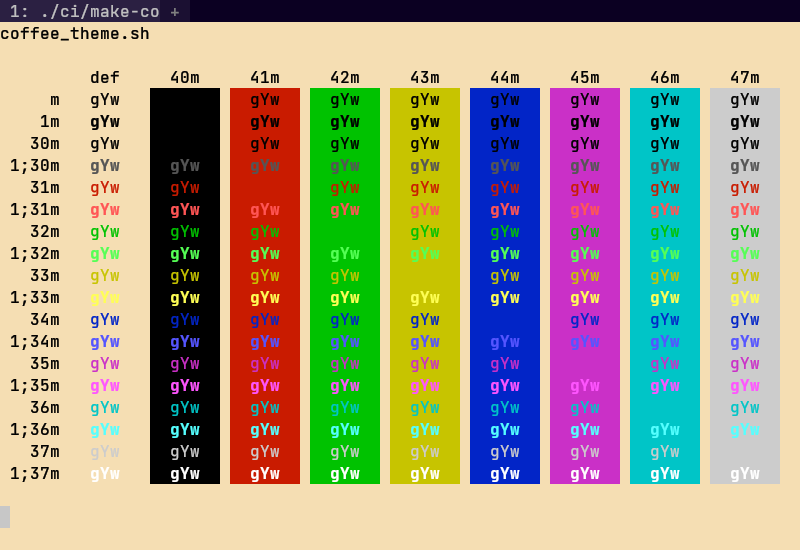 1: ./ci/make-co +
coffee_theme.sh
def 40m 41m 42m 43m 44m 45m 46m 47m
m gYw gYw gYw gYw gYw gYw gYw gYw
1m gYw gYw gYw gYw gYw gYw gYw gYw
30m gYw gYw gYw gYw gYw gYw gYw gYw
1;30m gYw gYw gYw gYw gYw gYw gYw gYw gYw
31m gYw gYw gYw gYw gYw gYw gYw gYw
1;31m gYw gYw gYw gYw gYw gYw gYw gYw gYw
32m gYw gYw gYw gYw gYw gYw gYw gYw
1;32m gYw gYw gYw gYw gYw gYw gYw gYw gYw
33m gYw gYw gYw gYw gYw gYw gYw gYw
1;33m gYw gYw gYw gYw gYw gYw gYw gYw gYw
34m gYw gYw gYw gYw gYw gYw gYw gYw
1;34m gYw gYw gYw gYw gYw gYw gYw gYw gYw
35m gYw gYw gYw gYw gYw gYw gYw gYw
1;35m gYw gYw gYw gYw gYw gYw gYw gYw gYw
36m gYw gYw gYw gYw gYw gYw gYw gYw
1;36m gYw gYw gYw gYw gYw gYw gYw gYw gYw
37m gYw gYw gYw gYw gYw gYw gYw gYw
1;37m gYw gYw gYw gYw gYw gYw gYw gYw gYw